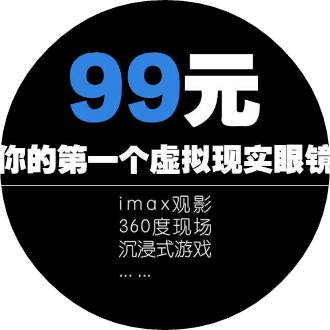 99元
你的第一个虚拟现实眼镜
imax观影
360度现场
沉浸式游戏
... ...